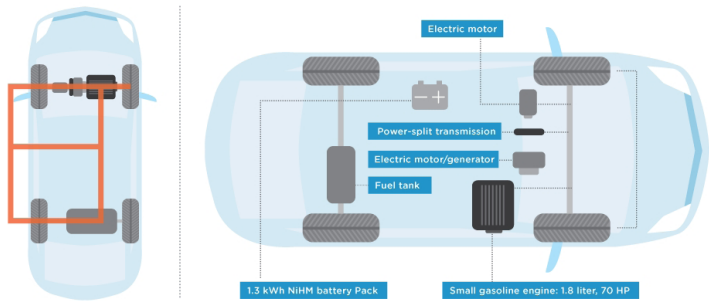 Electric motor
Power-split transmission
Electric motor/generator
Fuel tank
1.3 kWh NiHM battery Pack
Small gasoline engine: 1.8 liter, 70 HP